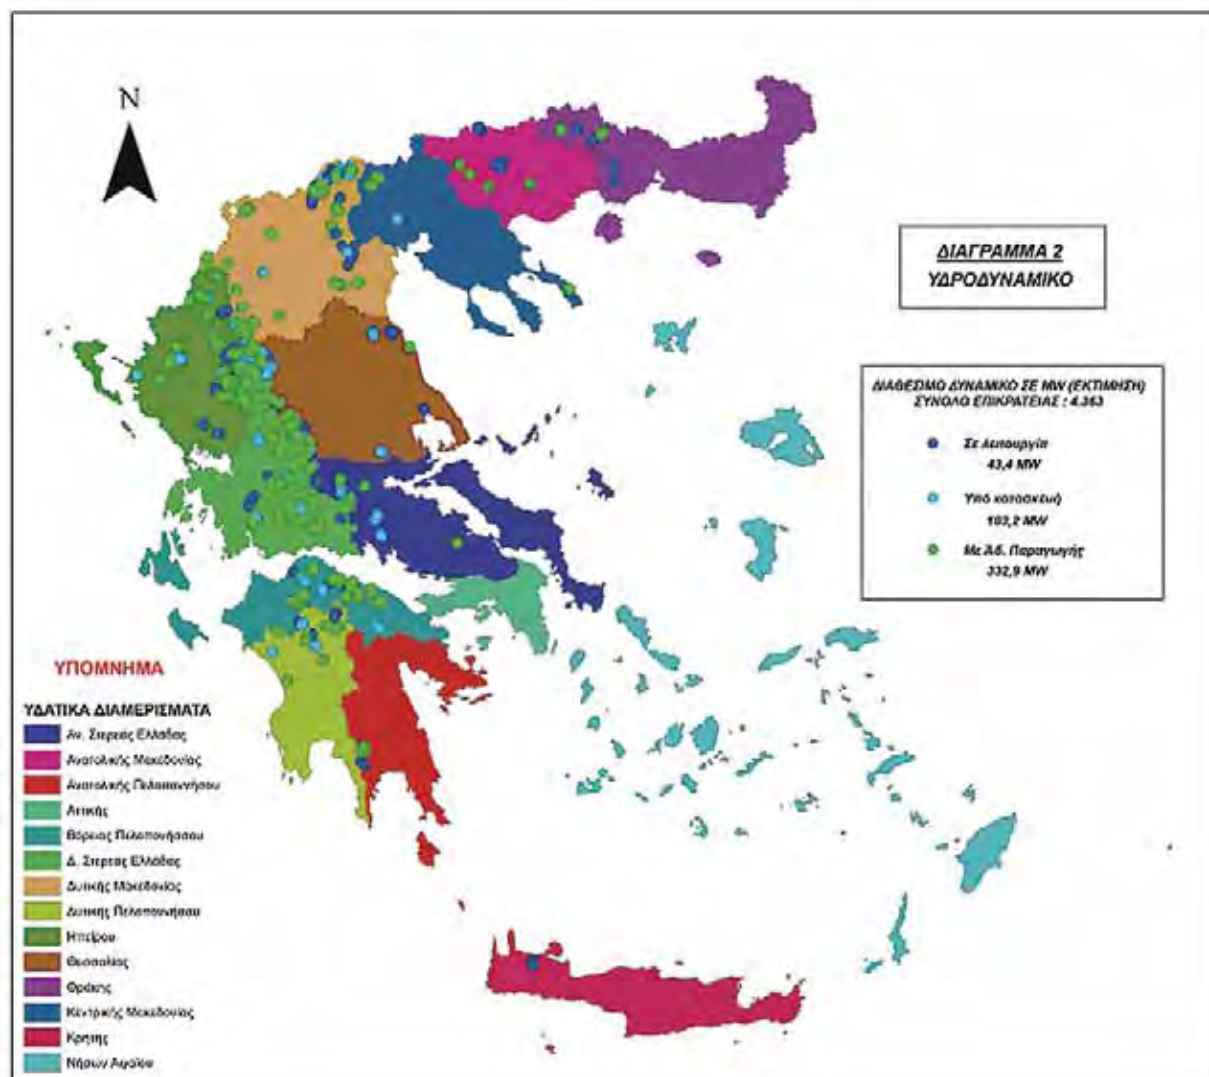 N
ΔΙΑΓΡΑΜΜΑ 2
ΥΔΡΟΔΥΝΑΜΙΚΟ
ΔΙΑΘΕΣΙΜΟ ΔΥΝΑΜΙΚΟ ΣΕ MW (ΕΚΤΙΜΗΣΗ)
ΣΥΝΟΛΟ ΕΠΙΚΡΑΤΕΙΑΣ : 4.363
Σε λειτουργία
43,4 MW
Υπό κατασκευή
103,2 MW
Με Άδ. Παραγωγής
332,9 MW
ΥΠΟΜΝΗΜΑ
ΥΔΑΤΙΚΑ ΔΙΑΜΕΡΙΣΜΑΤΑ
Αν. Στερεάς Ελλάδας
Ανατολικής Μακεδονίας
Ανατολικής Πελοποννήσου
Αττικής
Βόρειας Πελοπονήσσου
Δ. Στερεάς Ελλάδας
Δυτικής Μακεδονίας
Δυτικής Πελοποννήσου
Ηπείρου
Θεσσαλίας
Θράκης
Κεντρικής Μακεδονίας
Κρήτης
Νήσων Αιγαίου